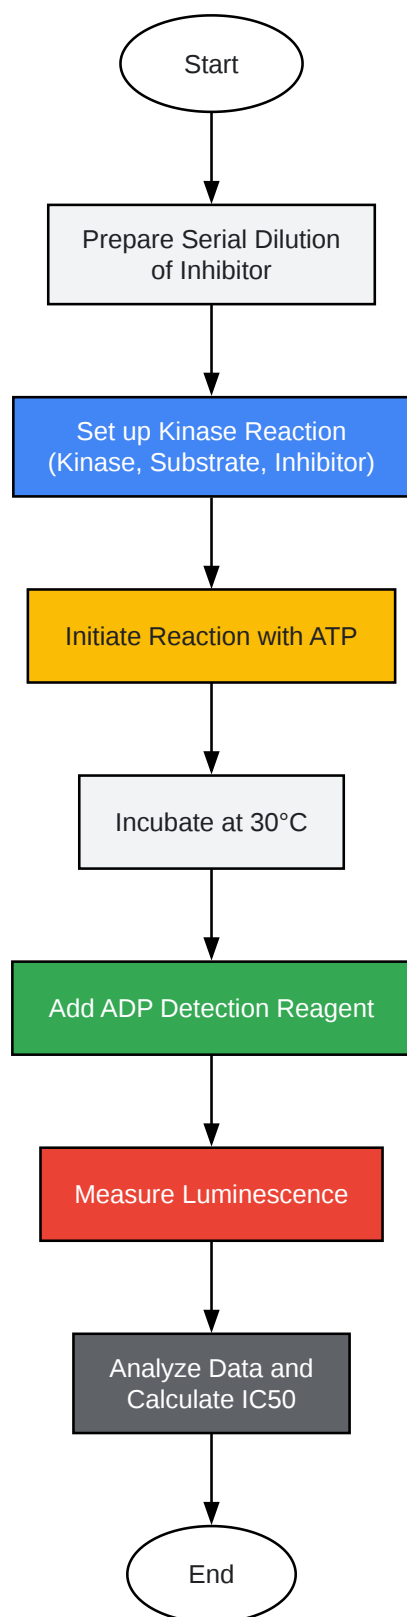 Start
Prepare Serial Dilution
of Inhibitor
Set up Kinase Reaction
(Kinase, Substrate, Inhibitor)
Initiate Reaction with ATP
Incubate at 30°C
Add ADP Detection Reagent
Measure Luminescence
Analyze Data and
Calculate IC50
End